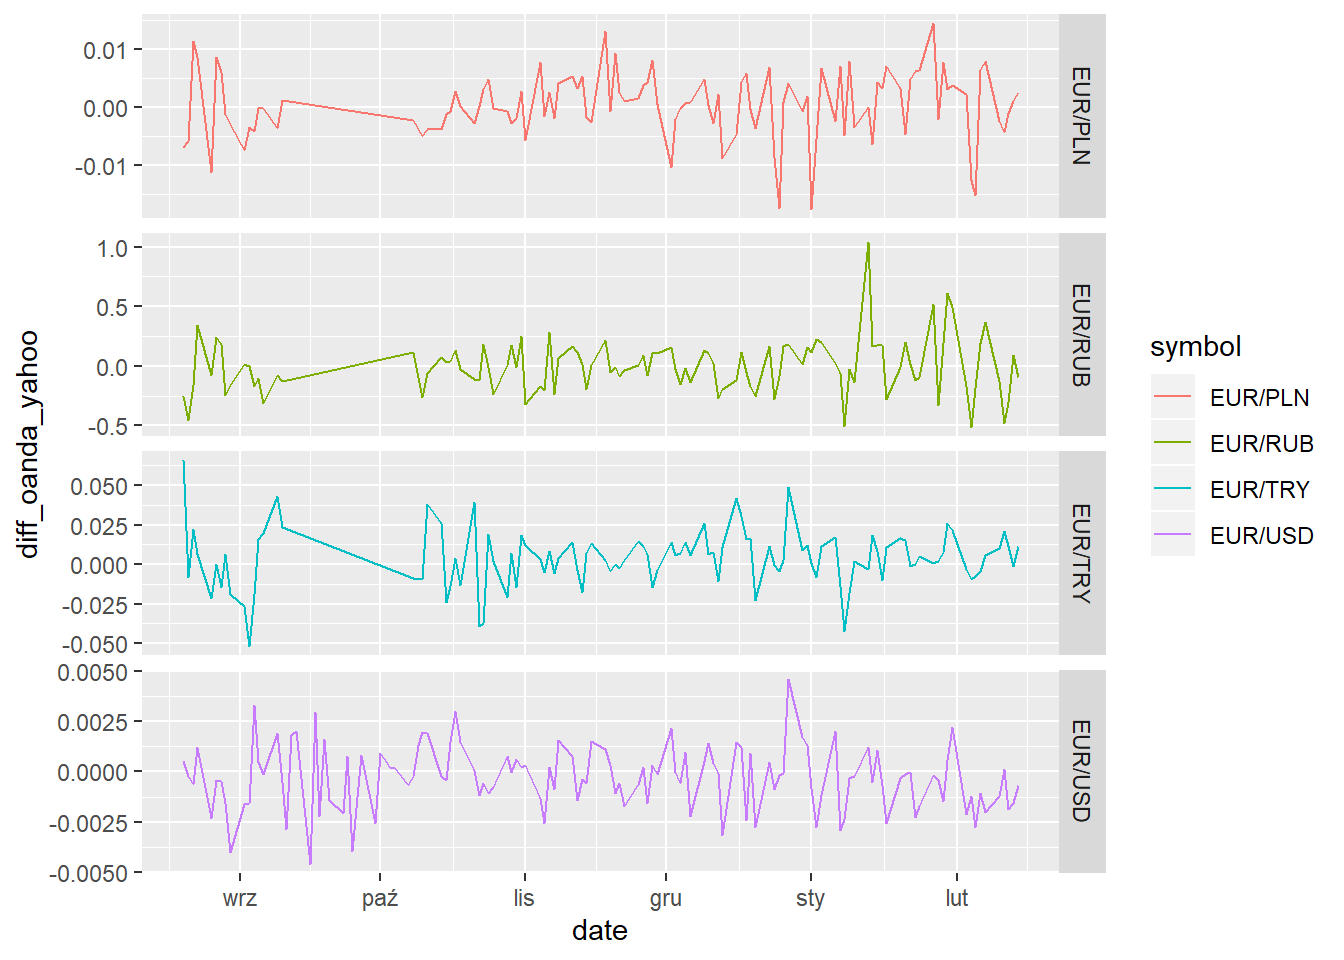 0.01
0.00
-0.01
EUR/PLN
1.0
0.5
0.0
-0.5
EUR/RUB
0.050
0.025
0.000
-0.025
-0.050
EUR/TRY
0.0050
0.0025
0.0000
-0.0025
-0.0050
EUR/USD
wrz paź lis gru sty lut
date
diff_oanda_yahoo
symbol
EUR/PLN
EUR/RUB
EUR/TRY
EUR/USD